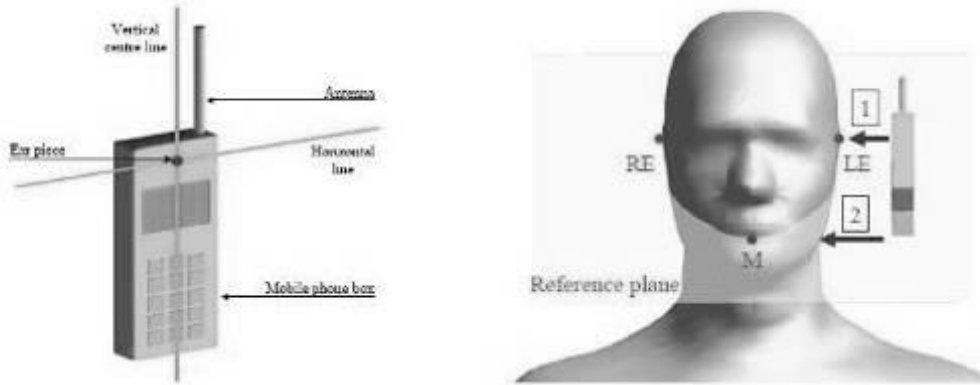 Vertical
centre line
Antenna
Ear piece
Horizontal
line
Mobile phone box
1
RE
LE
2
M
Reference plane